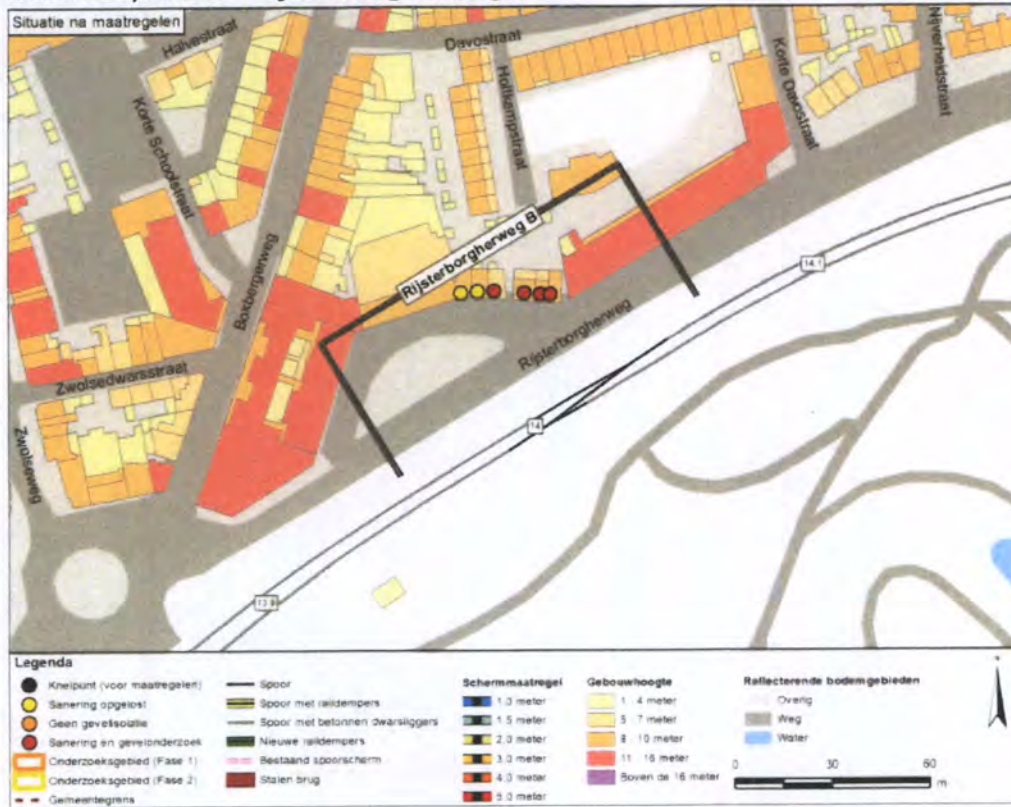 Situatie na maatregelen
Halvestraat
Davostraat
Korte Davostraat
Nijverheidstraat
Korte Schoolstraat
Holtkempstraat
Boxbergerweg
Rijsterborgherweg B
14.1
Rijsterborgherweg
Zwolsedwarsstraat
14
Zwolseweg
13.9
Legenda
Knelpunt (voor maatregelen)
Sanering opgelost
Geen gevelisolatie
Sanering en gevelonderzoek
Onderzoeksgebied (Fase 1)
Onderzoeksgebied (Fase 2)
Gemeentegrens
Spoor
Spoor met raildempers
Spoor met betonnen dwarsliggers
Nieuwe raildempers
Bestaand spoorscherm
Stalen brug
Schermmaatregel
1.0 meter
1.5 meter
2.0 meter
3.0 meter
4.0 meter
5.0 meter
Gebouwhoogte
1 - 4 meter
5 - 7 meter
8 - 10 meter
11 - 16 meter
Boven de 16 meter
Reflecterende bodemgebieden
Overig
Weg
Water
0 30 60
m